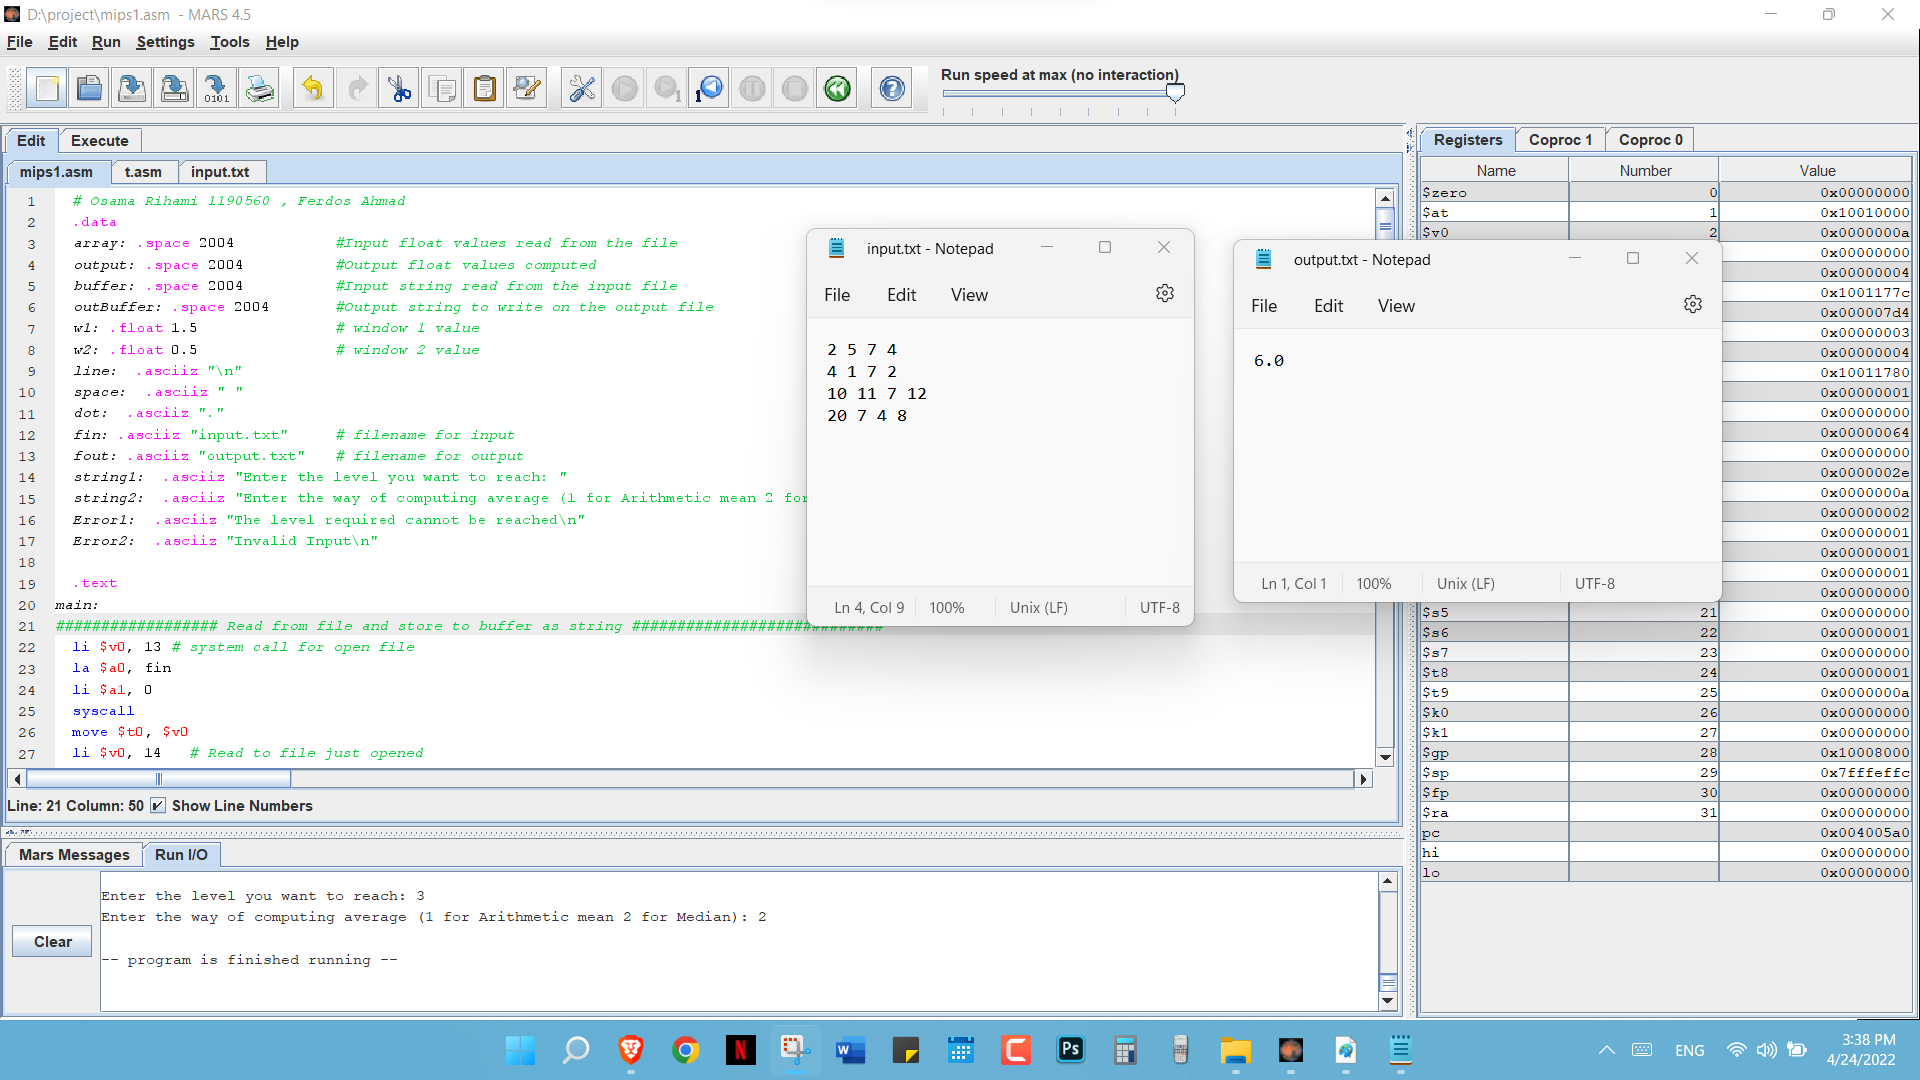 D:\project\mips1.asm - MARS 4.5
File Edit Run Settings Tools Help
Run speed at max (no interaction)
Edit Execute
mips1.asm t.asm input.txt
1 # Osama Rihami 1190560 , Ferdos Ahmad
2 .data
3 array: .space 2004 #Input float values read from the file
4 output: .space 2004 #Output float values computed
5 buffer: .space 2004 #Input string read from the input file
6 outBuffer: .space 2004 #Output string to write on the output file
7 w1: .float 1.5 # window 1 value
8 w2: .float 0.5 # window 2 value
9 line: .asciiz "\n"
10 space: .asciiz " "
11 dot: .asciiz "."
12 fin: .asciiz "input.txt" # filename for input
13 fout: .asciiz "output.txt" # filename for output
14 string1: .asciiz "Enter the level you want to reach: "
15 string2: .asciiz "Enter the way of computing average (1 for Arithmetic mean 2 for
16 Error1: .asciiz "The level required cannot be reached\n"
17 Error2: .asciiz "Invalid Input\n"
18
19 .text
20 main:
21 ################## Read from file and store to buffer as string ############################
22 li $v0, 13 # system call for open file
23 la $a0, fin
24 li $a1, 0
25 syscall
26 move $t0, $v0
27 li $v0, 14 # Read to file just opened
Line: 21 Column: 50 Show Line Numbers
Mars Messages Run I/O
Clear
Enter the level you want to reach: 3
Enter the way of computing average (1 for Arithmetic mean 2 for Median): 2
-- program is finished running --
input.txt - Notepad
File Edit View
2 5 7 4
4 1 7 2
10 11 7 12
20 7 4 8
Ln 4, Col 9 100% Unix (LF) UTF-8
output.txt - Notepad
File Edit View
6.0
Ln 1, Col 1 100% Unix (LF) UTF-8
Registers Coproc 1 Coproc 0
Name Number Value
$zero 0 0x00000000
$at 1 0x10010000
$v0 2 0x0000000a
0x00000000
0x00000004
0x1001177c
0x000007d4
0x00000003
0x00000004
0x10011780
0x00000001
0x00000000
0x00000064
0x00000000
0x0000002e
0x0000000a
0x00000002
0x00000001
0x00000001
0x00000001
0x00000000
$s5 21 0x00000000
$s6 22 0x00000001
$s7 23 0x00000000
$t8 24 0x00000001
$t9 25 0x0000000a
$k0 26 0x00000000
$k1 27 0x00000000
$gp 28 0x10008000
$sp 29 0x7fffeffc
$fp 30 0x00000000
$ra 31 0x00000000
pc 0x004005a0
hi 0x00000000
lo 0x00000000
ENG
3:38 PM
4/24/2022